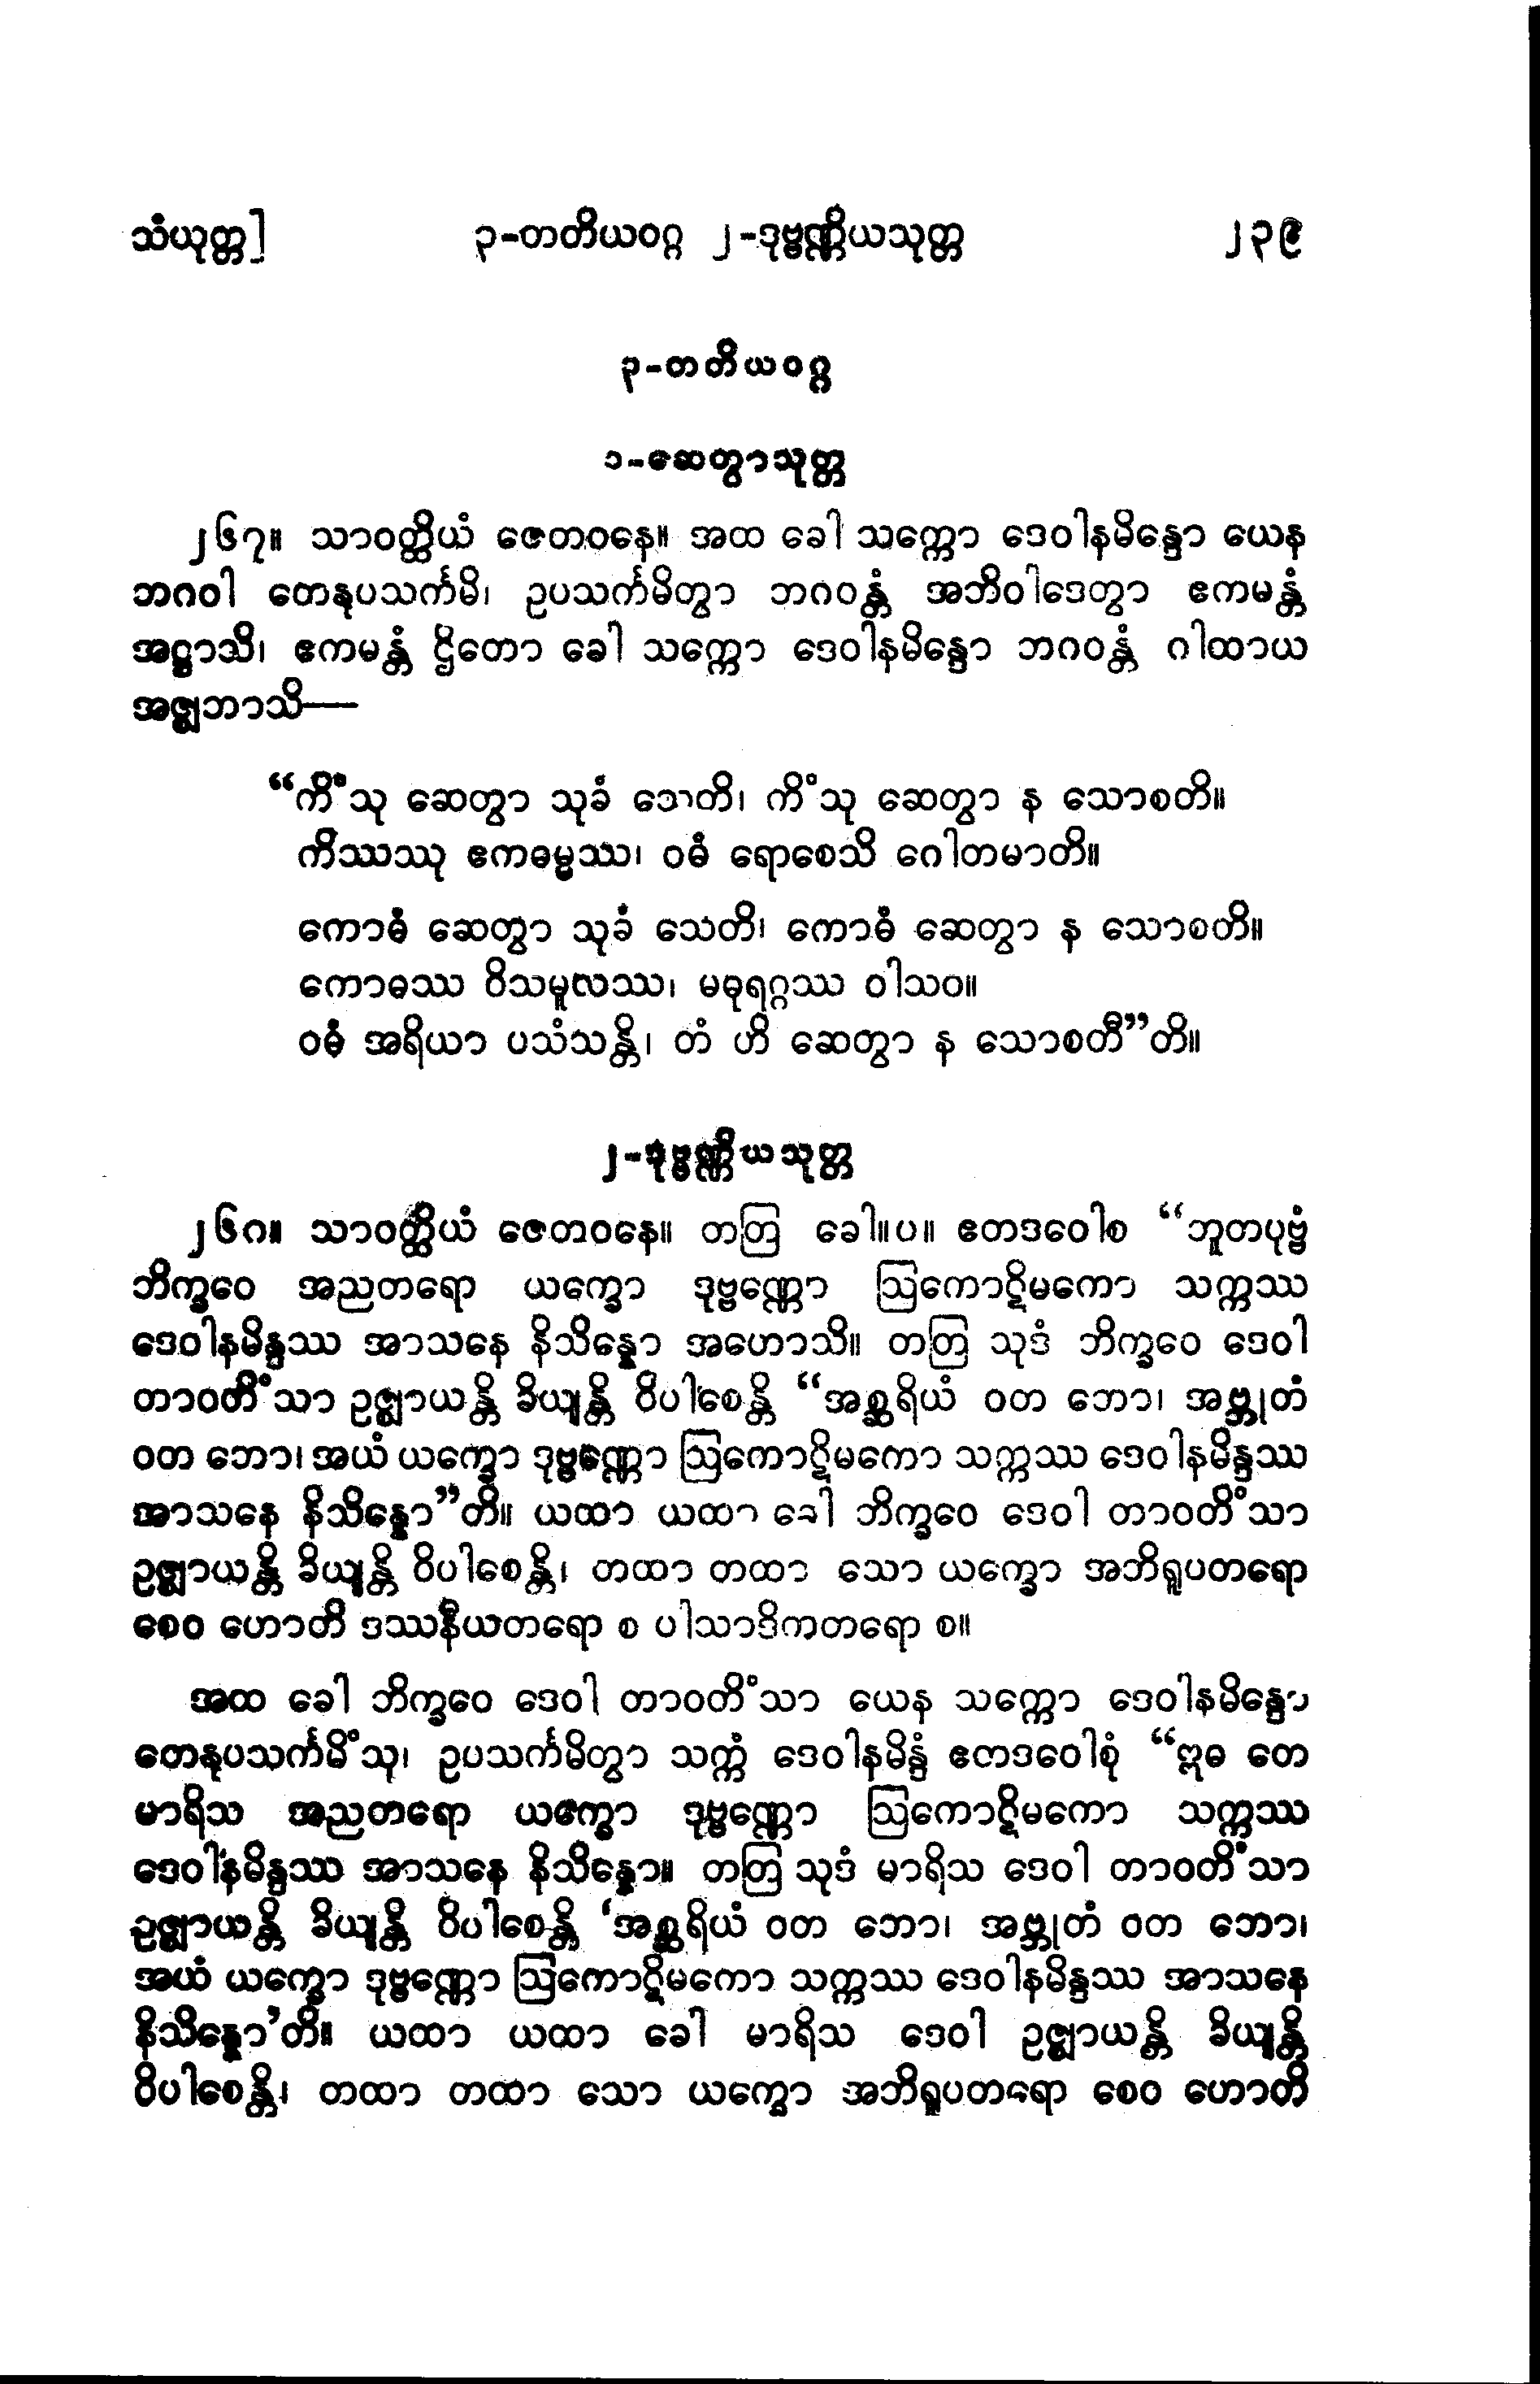 သံယုတ္တ]
၃-တတိယဝဂ္ဂ ၂-ဒုဗ္ဗဏ္ဏိယသုတ္တ
၂၃၉
၃-တတိယဝဂ္ဂ
၁-ဆေတွာသုတ္တ
၂၆၇။ သာဝတ္ထိယံ ဇေတဝနေ။ အထ ခေါ သက္ကော ဒေဝါနမိန္ဒော ယေန
ဘဂဝါ တေနုပသင်္ကမိ၊ ဥပသင်္ကမိတွာ ဘဂဝန္တံ အဘိဝါဒေတွာ ဧကမန္တံ
အဋ္ဌာသိ၊ ဧကမန္တံ ဌိတော ခေါ သက္ကော ဒေဝါနမိန္ဒော ဘဂဝန္တံ ဂါထာယ
အဇ္ဈဘာသိ—
“ကိံသု ဆေတွာ သုခံ သေတိ၊ ကိံသု ဆေတွာ န သောစတိ။
ကိဿဿု ဧကဓမ္မဿ၊ ဝဓံ ရောစေသိ ဂေါတမာတိ။
ကောဓံ ဆေတွာ သုခံ သေတိ၊ ကောဓံ ဆေတွာ န သောစတိ။
ကောဓဿ ဝိသမူလဿ၊ မဓုရဂ္ဂဿ ဝါသဝ။
ဝဓံ အရိယာ ပသံသန္တိ၊ တံ ဟိ ဆေတွာ န သောစတီ”တိ။
၂-ဒုဗ္ဗဏ္ဏိယသုတ္တ
၂၆၈။ သာဝတ္ထိယံ ဇေတဝနေ။ တတြ ခေါ။ပ။ ဧတဒဝေါစ “ဘူတပုဗ္ဗံ
ဘိက္ခဝေ အညတရော ယက္ခော ဒုဗ္ဗဏ္ဏော ဩကောဋိမကော သက္ကဿ
ဒေဝါနမိန္ဒဿ အာသနေ နိသိန္နော အဟောသိ။ တတြ သုဒံ ဘိက္ခဝေ ဒေဝါ
တာဝတိံသာ ဥဇ္ဈာယန္တိ ခိယျန္တိ ဝိပါစေန္တိ “အစ္ဆရိယံ ဝတ ဘော၊ အဗ္ဘုတံ
ဝတ ဘော၊ အယံ ယက္ခော ဒုဗ္ဗဏ္ဏော ဩကောဋိမကော သက္ကဿ ဒေဝါနမိန္ဒဿ
အာသနေ နိသိန္နော”တိ။ ယထာ ယထာ ခေါ ဘိက္ခဝေ ဒေဝါ တာဝတိံသာ
ဥဇ္ဈာယန္တိ ခိယျန္တိ ဝိပါစေန္တိ၊ တထာ တထာ သော ယက္ခော အဘိရူပတရော
စေဝ ဟောတိ ဒဿနီယတရော စ ပါသာဒိကတရော စ။
အထ ခေါ ဘိက္ခဝေ ဒေဝါ တာဝတိံသာ ယေန သက္ကော ဒေဝါနမိန္ဒော
တေနုပသင်္ကမိံသု၊ ဥပသင်္ကမိတွာ သက္ကံ ဒေဝါနမိန္ဒံ ဧတဒဝေါစုံ “ဣဓ တေ
မာရိသ အညတရော ယက္ခော ဒုဗ္ဗဏ္ဏော ဩကောဋိမကော သက္ကဿ
ဒေဝါနမိန္ဒဿ အာသနေ နိသိန္နော။ တတြ သုဒံ မာရိသ ဒေဝါ တာဝတိံသာ
ဥဇ္ဈာယန္တိ ခိယျန္တိ ဝိပါစေန္တိ ‘အစ္ဆရိယံ ဝတ ဘော၊ အဗ္ဘုတံ ဝတ ဘော၊
အယံ ယက္ခော ဒုဗ္ဗဏ္ဏော ဩကောဋိမကော သက္ကဿ ဒေဝါနမိန္ဒဿ အာသနေ
နိသိန္နော’တိ။ ယထာ ယထာ ခေါ မာရိသ ဒေဝါ ဥဇ္ဈာယန္တိ ခိယျန္တိ
ဝိပါစေန္တိ၊ တထာ တထာ သော ယက္ခော အဘိရူပတရော စေဝ ဟောတိ